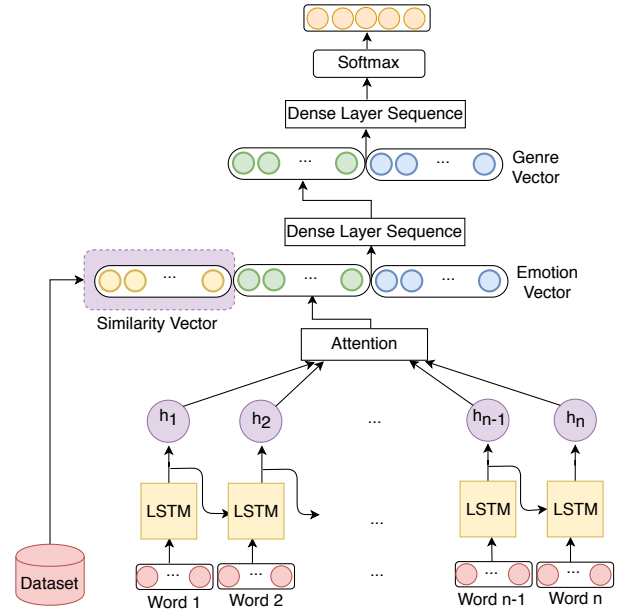 Softmax
Dense Layer Sequence
...
...
Genre
Vector
Dense Layer Sequence
...
...
...
Emotion
Vector
Similarity Vector
Attention
h1
h2
...
hn-1
hn
LSTM
LSTM
...
LSTM
LSTM
Dataset
...
...
...
...
...
Word 1
Word 2
Word n-1
Word n